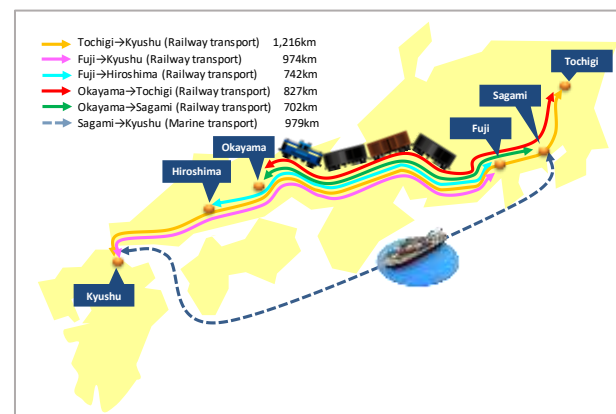 Tochigi→Kyushu (Railway transport) 1,216km
Fuji→Kyushu (Railway transport) 974km
Fuji→Hiroshima (Railway transport) 742km
Okayama→Tochigi (Railway transport) 827km
Okayama→Sagami (Railway transport) 702km
Sagami→Kyushu (Marine transport) 979km
Tochigi
Sagami
Fuji
Okayama
Hiroshima
Kyushu